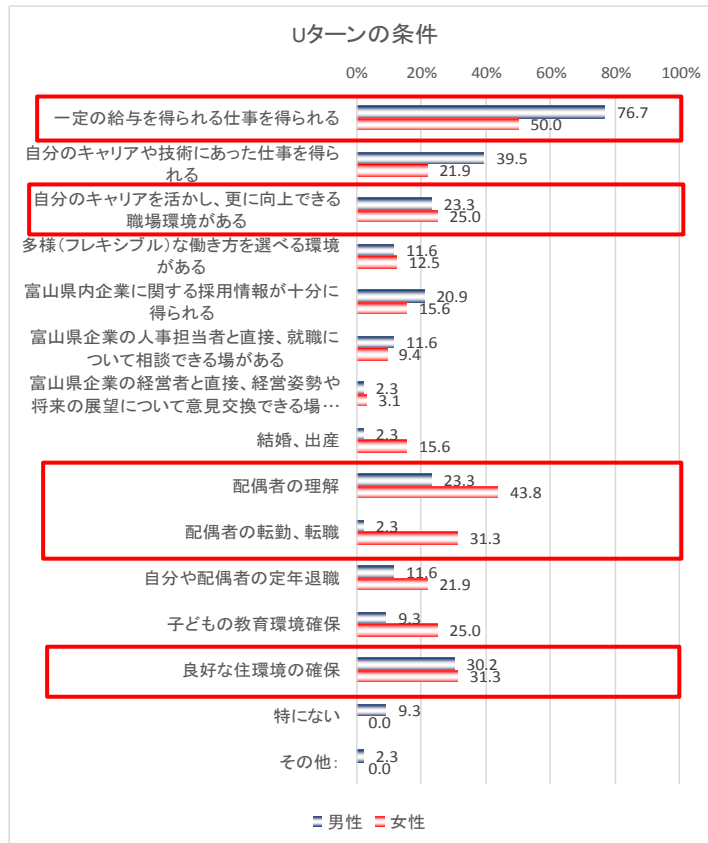 Uターンの条件
0% 20% 40% 60% 80% 100%
一定の給与を得られる仕事を得られる
76.7
50.0
自分のキャリアや技術にあった仕事を得ら
れる
39.5
21.9
自分のキャリアを活かし、更に向上できる
職場環境がある
23.3
25.0
多様(フレキシブル)な働き方を選べる環境
がある
11.6
12.5
富山県内企業に関する採用情報が十分に
得られる
20.9
15.6
富山県企業の人事担当者と直接、就職に
ついて相談できる場がある
11.6
9.4
富山県企業の経営者と直接、経営姿勢や
将来の展望について意見交換できる場…
2.3
3.1
結婚、出産
2.3
15.6
配偶者の理解
23.3
43.8
配偶者の転勤、転職
2.3
31.3
自分や配偶者の定年退職
11.6
21.9
子どもの教育環境確保
9.3
25.0
良好な住環境の確保
30.2
31.3
特にない
9.3
0.0
その他:
2.3
0.0
男性 女性